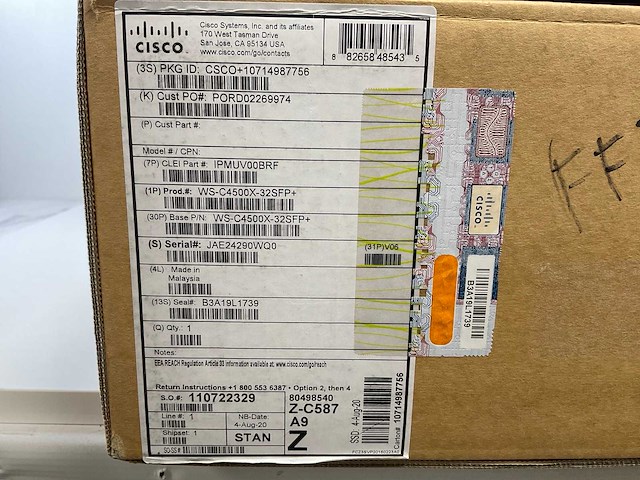 CISCO
Cisco Systems, Inc. and its affiliates
170 West Tasman Drive
San Jose, CA 95134 USA
www.cisco.com/go/contacts
8 82658 48543 5
(3S) PKG ID: CSCO+10714987756
(K) Cust PO#: PORD02269974
(P) Cust Part#:
Model # / CPN:
(7P) CLEI Part#: IPMUV00BRF
(1P) Prod.#: WS-C4500X-32SFP+
(30P) Base P/N: WS-C4500X-32SFP+
(S) Serial#: JAE24290WQ0
(31P)V06
(4L) Made in
Malaysia
(13S) Seal#: B3A19L1739
(Q) Qty.: 1
Notes:
EEA REACH Regulation Article 33 information available at: www.cisco.com/go/reach
Return Instructions +1 800 553 6387 • Option 2, then 4
S.O.#: 110722329
Line #: 1
NB-Date:
4-Aug-20
Shipset: 1
STAN
SO-SS #
80498540
Z-C587
A9
Z
SSD: 4-Aug-20
Carton# 10714987756
CISCO
B3A19L1739
FF